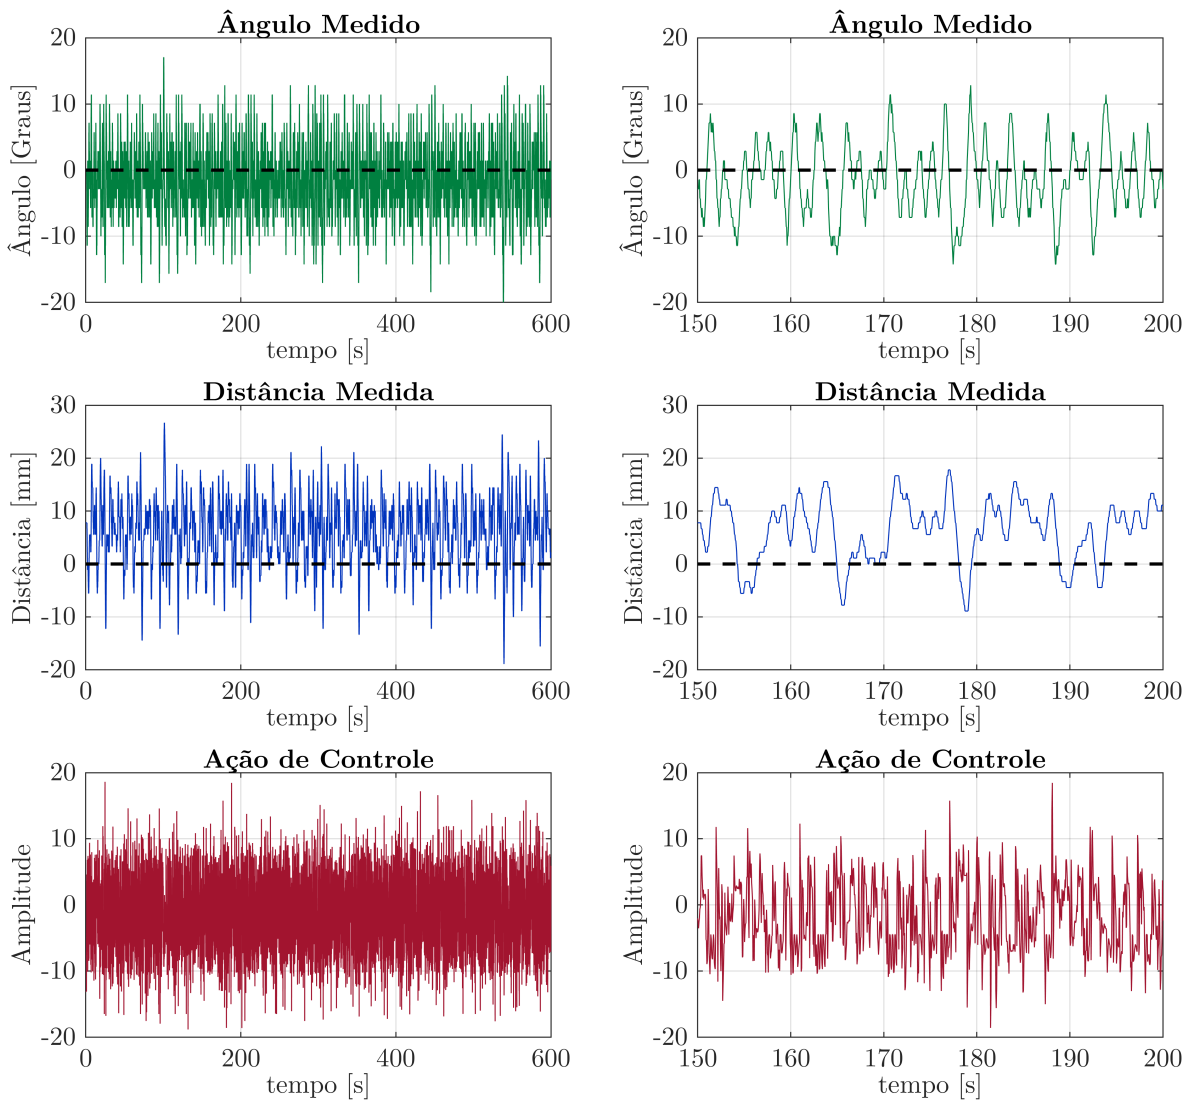 Ângulo Medido
20
10
0
-10
-20
Ângulo [Graus]
0 200 400 600
tempo [s]
Ângulo Medido
20
10
0
-10
-20
Ângulo [Graus]
150 160 170 180 190 200
tempo [s]
Distância Medida
30
20
10
0
-10
-20
Distância [mm]
0 200 400 600
tempo [s]
Distância Medida
30
20
10
0
-10
-20
Distância [mm]
150 160 170 180 190 200
tempo [s]
Ação de Controle
20
10
0
-10
-20
Amplitude
0 200 400 600
tempo [s]
Ação de Controle
20
10
0
-10
-20
Amplitude
150 160 170 180 190 200
tempo [s]